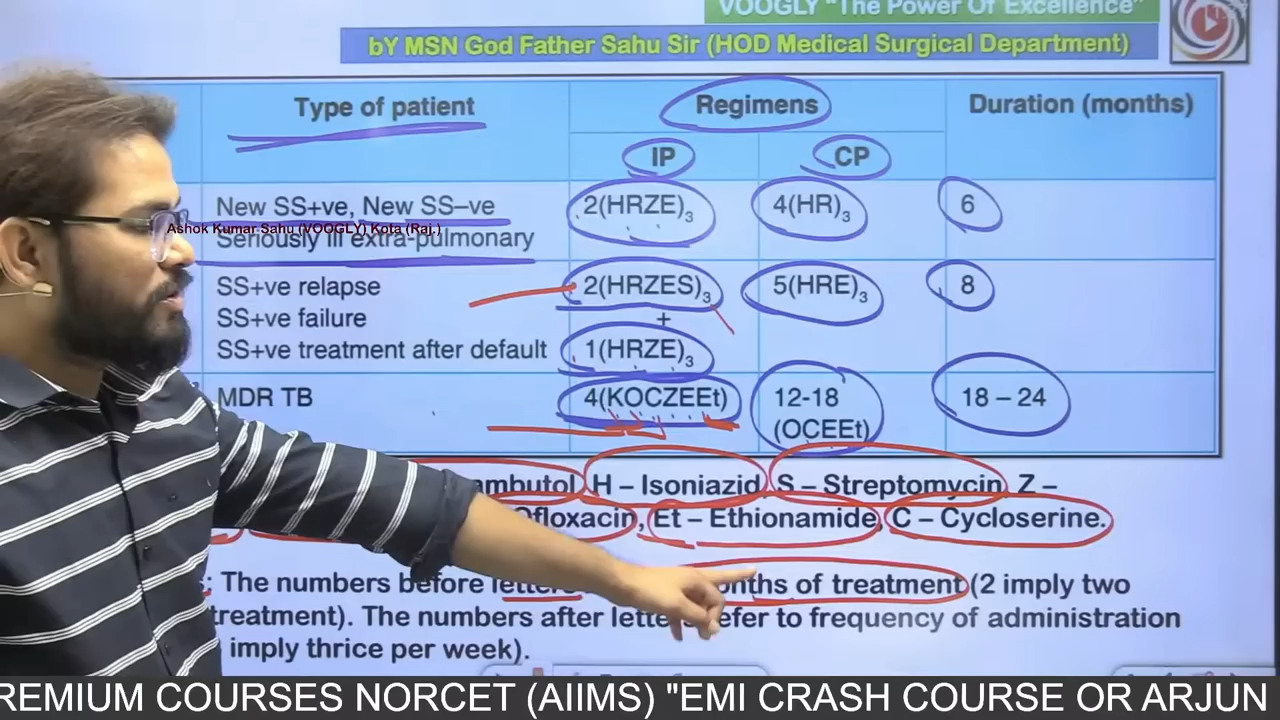 VOOGLY "The Power Of Excellence"
bY MSN God Father Sahu Sir (HOD Medical Surgical Department)
Type of patient
Regimens
Duration (months)
IP
CP
New SS+ve, New SS–ve
Seriously ill extra-pulmonary
2(HRZE)3
4(HR)3
6
Ashok Kumar Sahu (VOOGLY) Kota (Raj.)
SS+ve relapse
SS+ve failure
SS+ve treatment after default
2(HRZES)3
+
1(HRZE)3
5(HRE)3
8
MDR TB
4(KOCZEEt)
12-18
(OCEEt)
18 – 24
ambutol, H – Isoniazid, S – Streptomycin, Z –
Ofloxacin, Et – Ethionamide, C – Cycloserine.
The numbers before letters of treatment (2 imply two
treatment). The numbers after refer to frequency of administration
imply thrice per week).
REMIUM COURSES NORCET (AIIMS) "EMI CRASH COURSE OR ARJUN